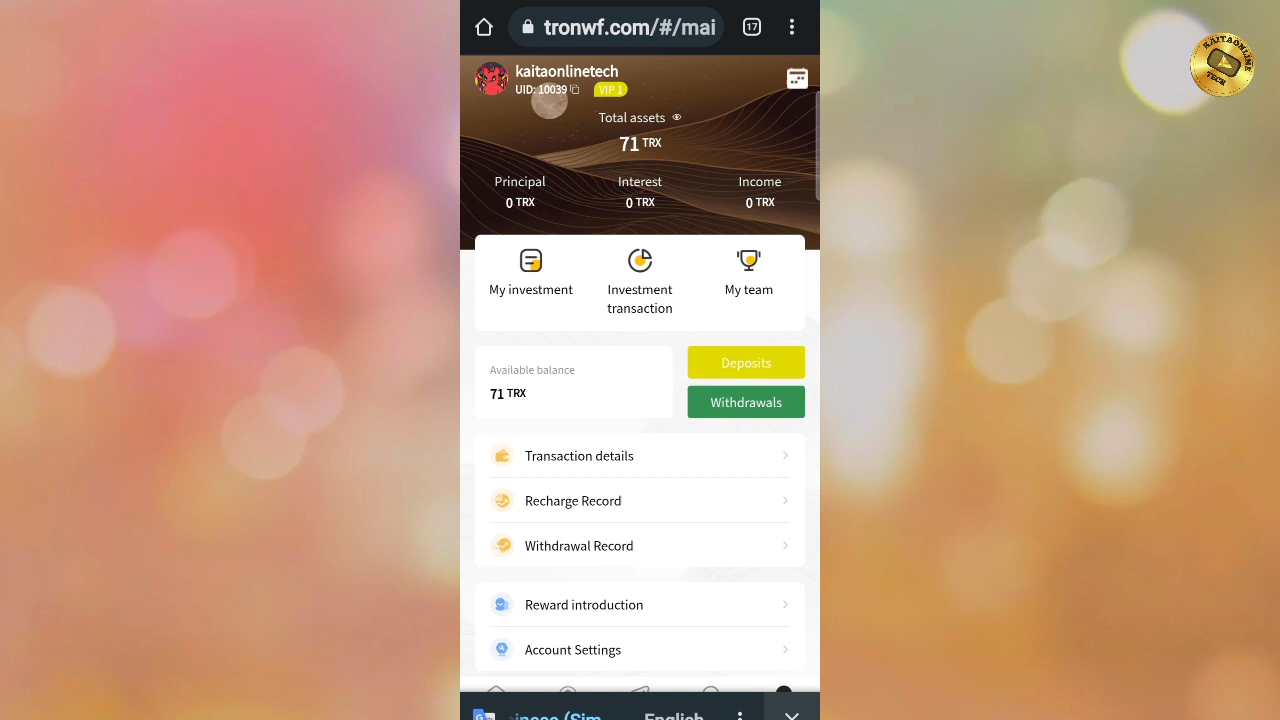 tronwf.com/#/mai
17
kaitaonlinetech
UID: 10039
VIP 1
Total assets
71 TRX
Principal
Interest
Income
0 TRX
0 TRX
0 TRX
My investment
Investment
transaction
My team
Available balance
71 TRX
Deposits
Withdrawals
Transaction details
Recharge Record
Withdrawal Record
Reward introduction
Account Settings
English
KAITAONLINE
TECH